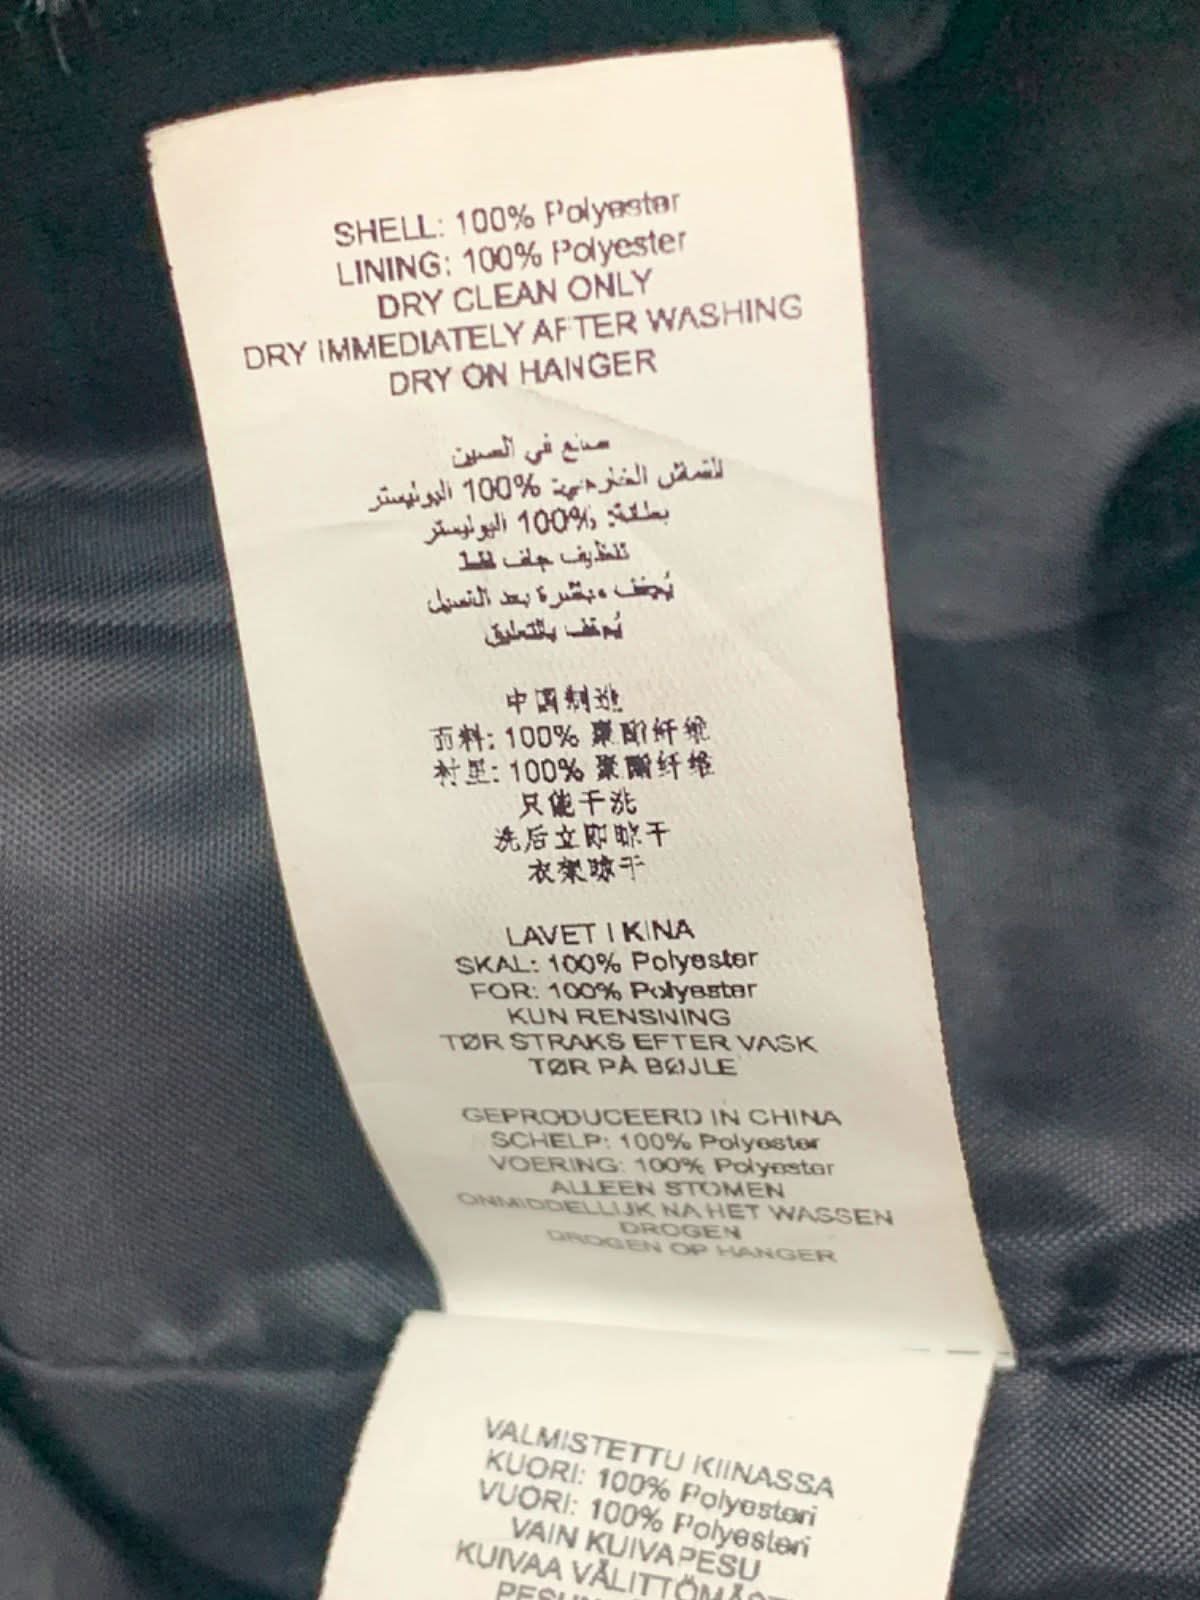 SHELL: 100% Polyester
LINING: 100% Polyester
DRY CLEAN ONLY
DRY IMMEDIATELY AFTER WASHING
DRY ON HANGER
صنع في الصين
القماش الخارجي: 100% البوليستر
بطانة: 100% البوليستر
تنظيف جاف فقط
يُجفف مباشرة بعد الغسيل
يُجفف بالتعليق
中国制造
面料: 100% 聚酯纤维
衬里: 100% 聚酯纤维
只能干洗
洗后立即晾干
衣架晾干
LAVET I KINA
SKAL: 100% Polyester
FOR: 100% Polyester
KUN RENSNING
TØR STRAKS EFTER VASK
TØR PÅ BØJLE
GEPRODUCEERD IN CHINA
SCHELP: 100% Polyester
VOERING: 100% Polyester
ALLEEN STOMEN
ONMIDDELLIJK NA HET WASSEN
DROGEN
DROGEN OP HANGER
VALMISTETTU KIINASSA
KUORI: 100% Polyesteri
VUORI: 100% Polyesteri
VAIN KUIVAPESU
KUIVAA